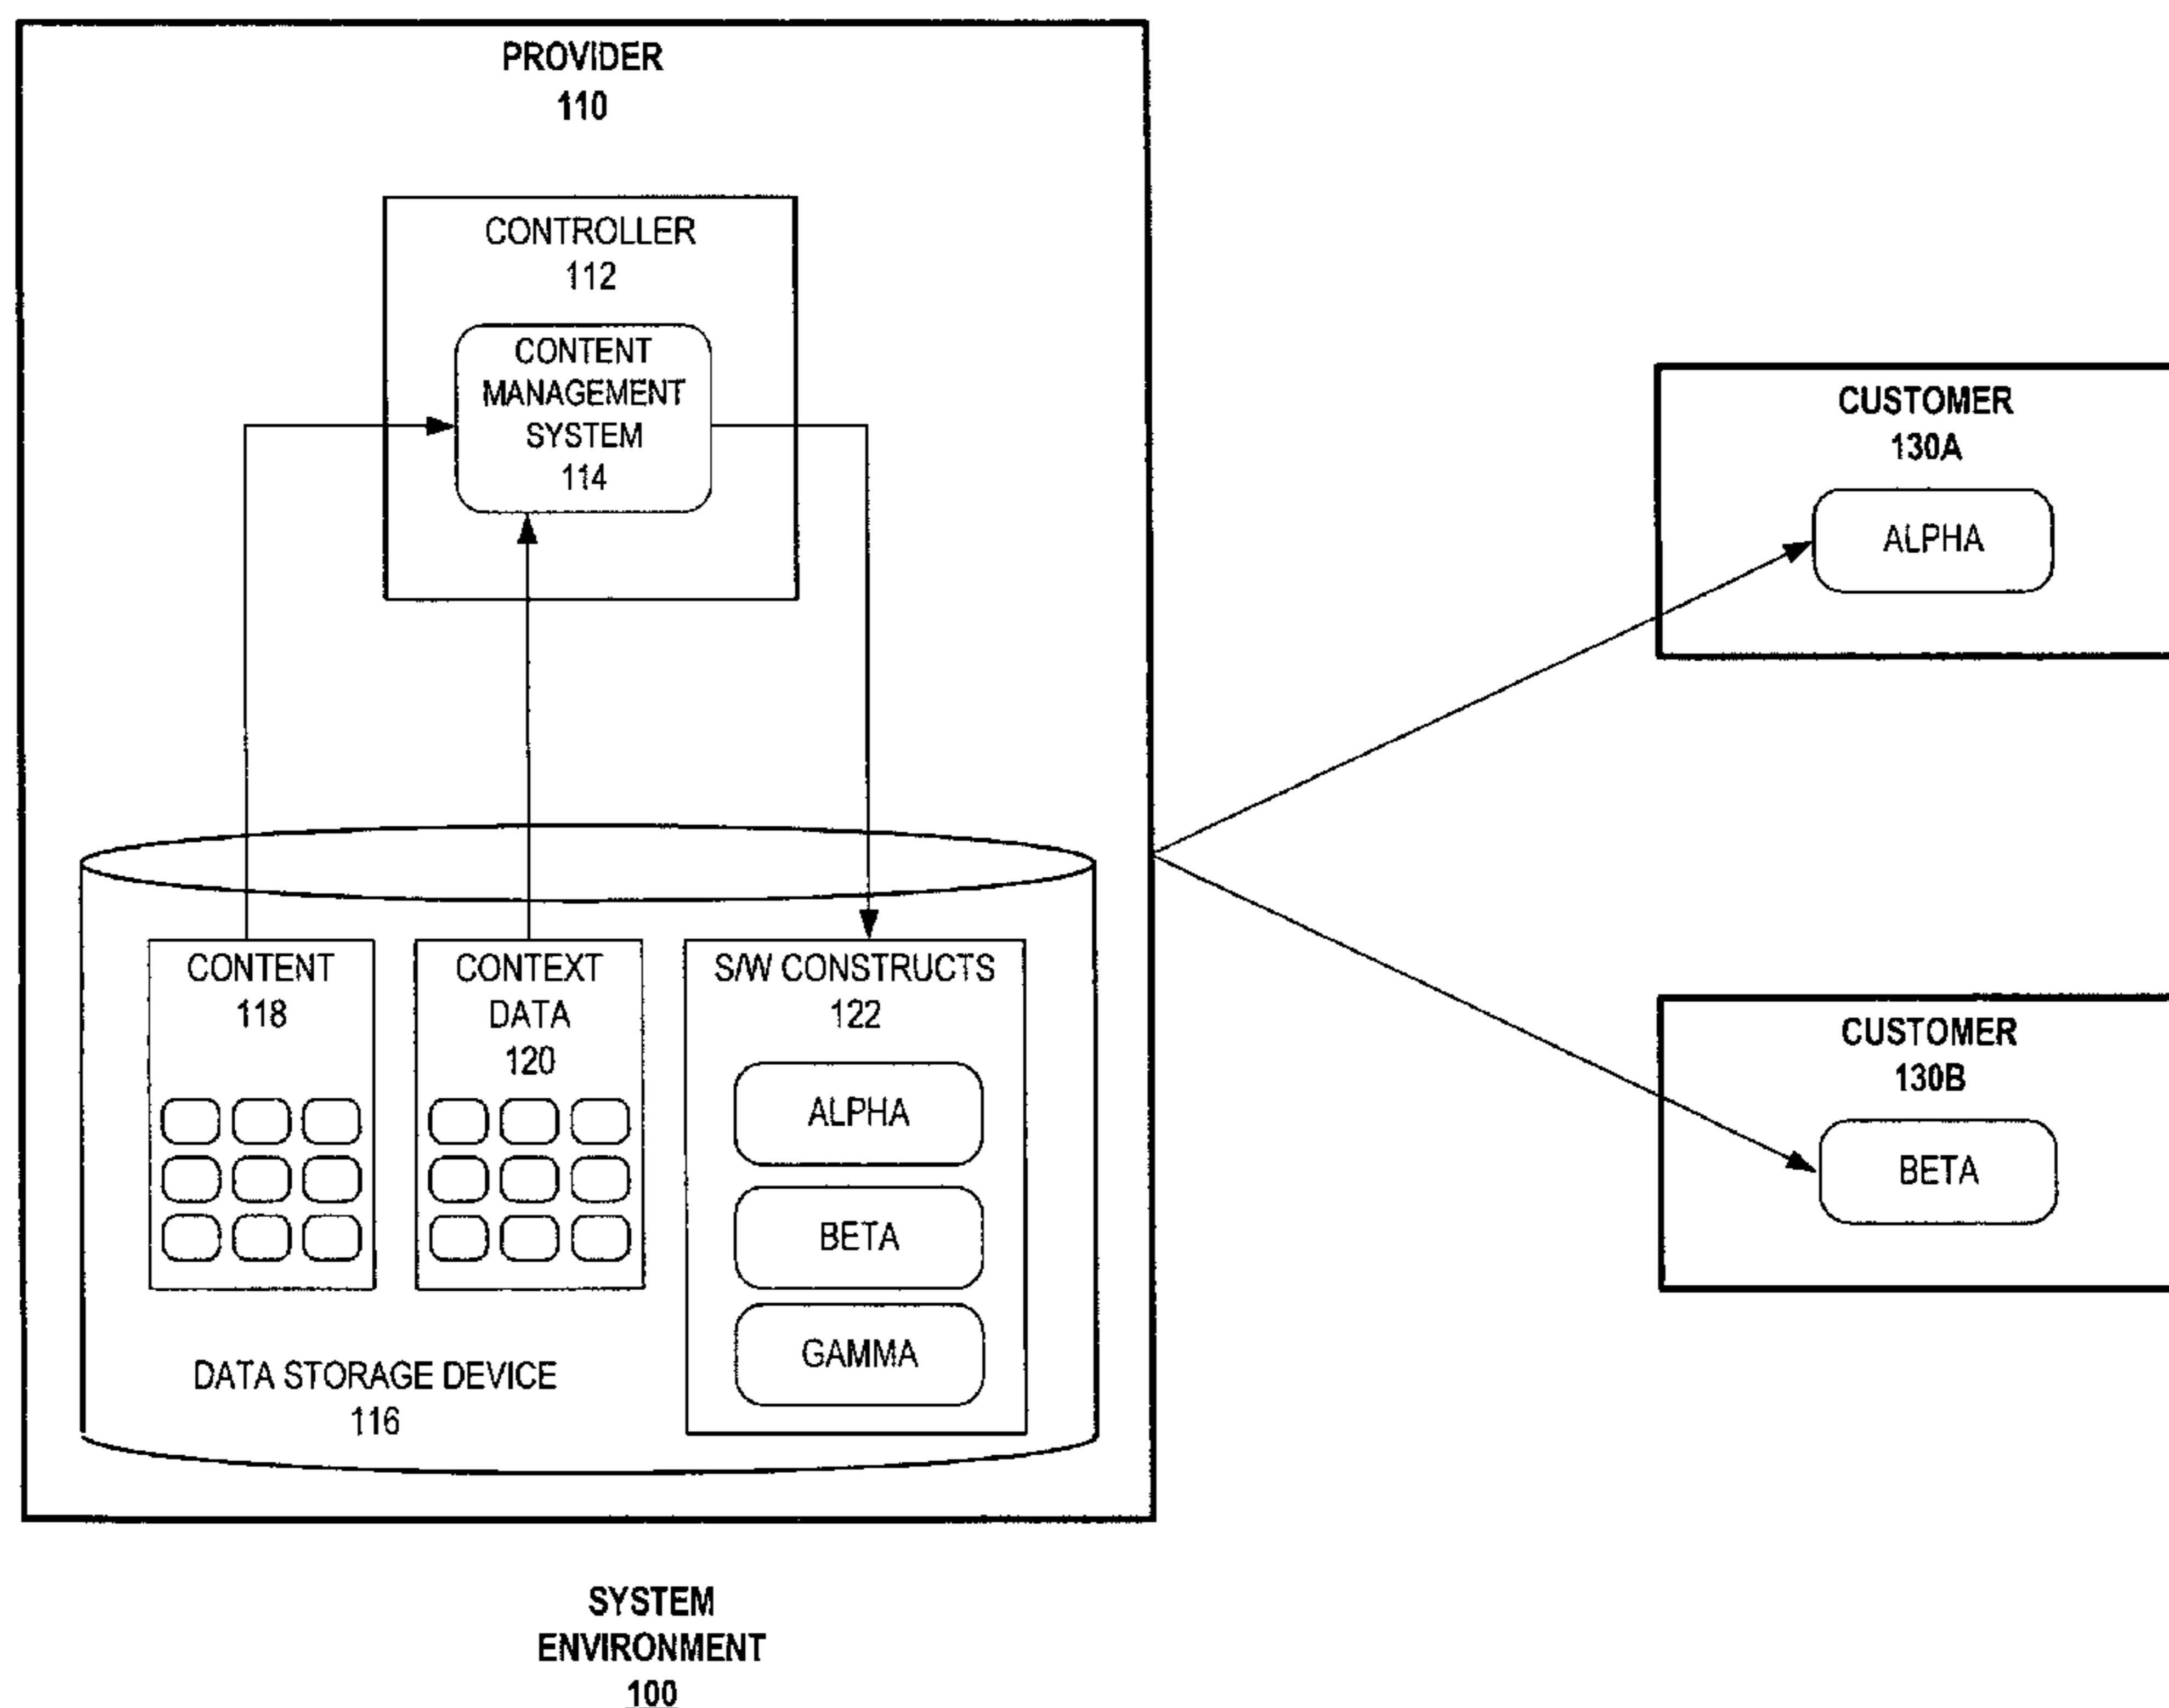 PROVIDER
110
CONTROLLER
112
CONTENT
MANAGEMENT
SYSTEM
114
CONTENT
118
CONTEXT
DATA
120
S/W CONSTRUCTS
122
ALPHA
BETA
GAMMA
DATA STORAGE DEVICE
116
CUSTOMER
130A
ALPHA
CUSTOMER
130B
BETA
SYSTEM
ENVIRONMENT
100